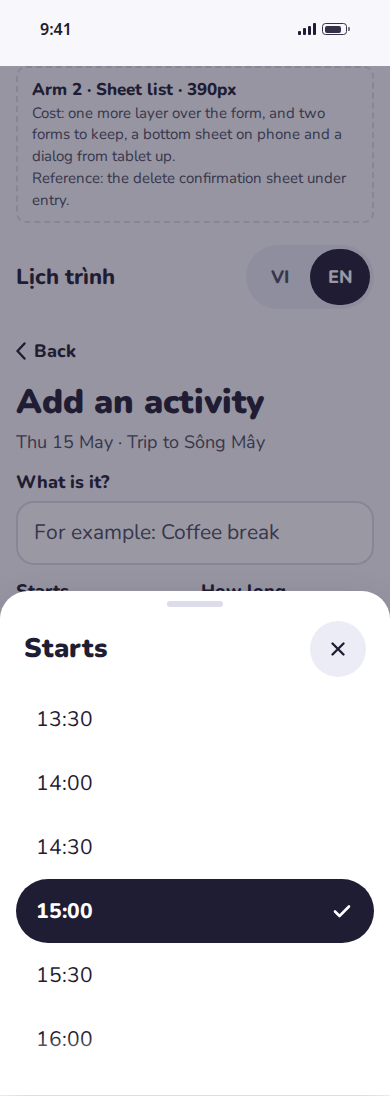 9:41
Arm 2 · Sheet list · 390px
Cost: one more layer over the form, and two
forms to keep, a bottom sheet on phone and a
dialog from tablet up.
Reference: the delete confirmation sheet under
entry.
Lịch trình
VI EN
Back
Add an activity
Thu 15 May · Trip to Sông Mây
What is it?
For example: Coffee break
Starts How long
Starts
13:30
14:00
14:30
15:00
15:30
16:00